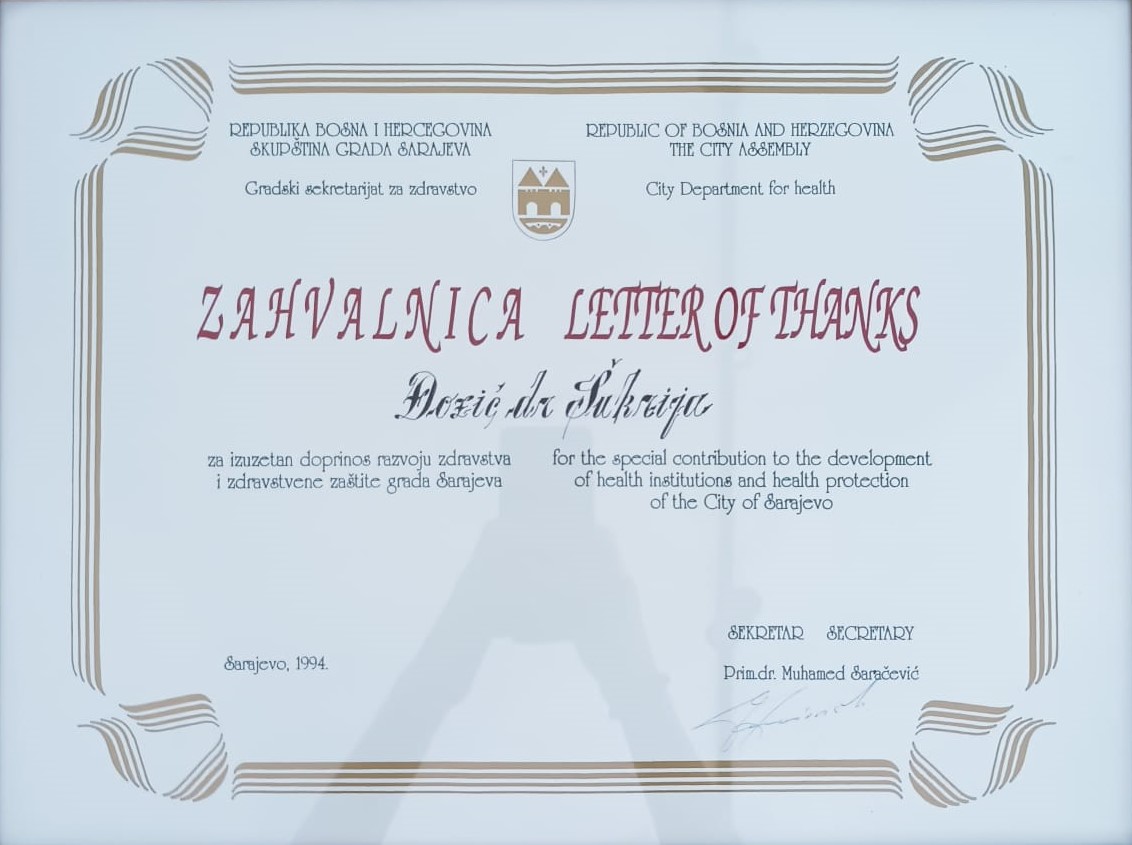 REPUBLIKA BOSNA I HERCEGOVINA
SKUPŠTINA GRADA SARAJEVA
Gradski sekretarijat za zdravstvo
REPUBLIC OF BOSNIA AND HERZEGOVINA
THE CITY ASSEMBLY
City Department for health
ZAHVALNICA LETTER OF THANKS
Đozić dr Šukrija
za izuzetan doprinos razvoju zdravstva
i zdravstvene zaštite grada Sarajeva
for the special contribution to the development
of health institutions and health protection
of the City of Sarajevo
SEKRETAR SECRETARY
Sarajevo, 1994.
Prim.dr. Muhamed Saračević